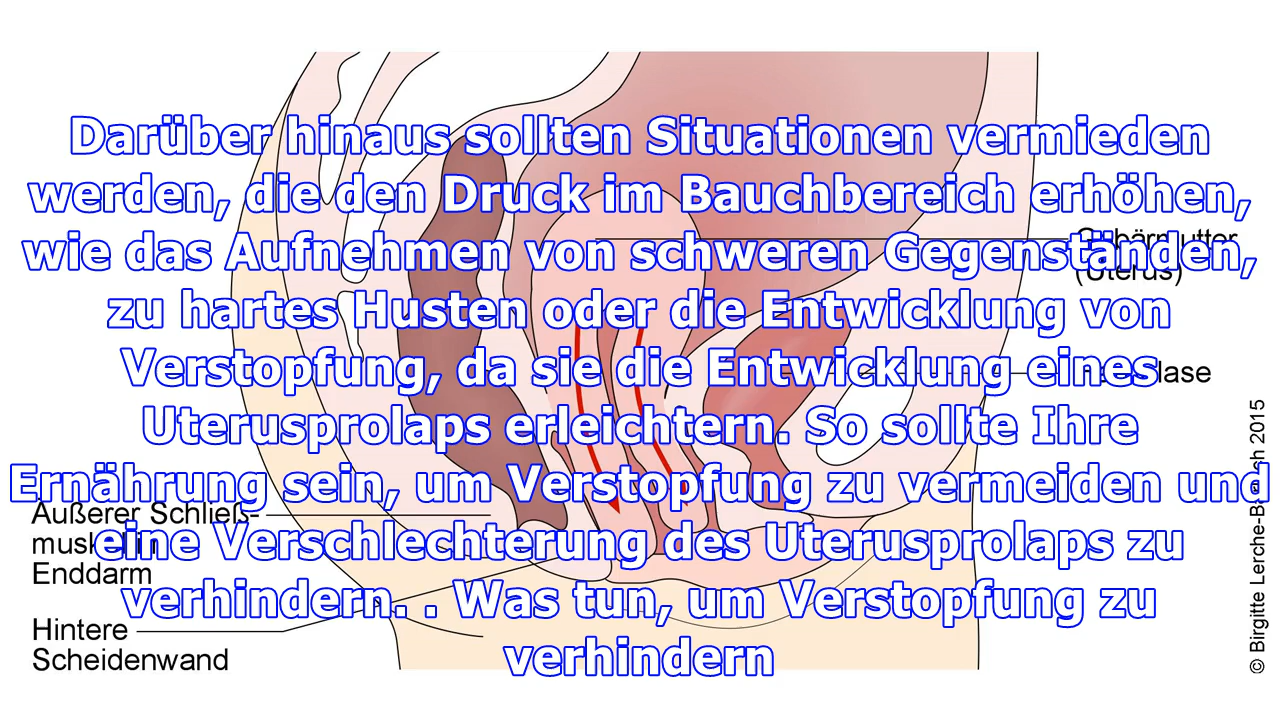 Darüber hinaus sollten Situationen vermieden
werden, die den Druck im Bauchbereich erhöhen,
wie das Aufnehmen von schweren Gegenständen,
zu hartes Husten oder die Entwicklung von
Verstopfung, da sie die Entwicklung eines
Uterusprolaps erleichtern. So sollte Ihre
Ernährung sein, um Verstopfung zu vermeiden und
eine Verschlechterung des Uterusprolaps zu
verhindern. . Was tun, um Verstopfung zu
verhindern
(Uterus)
Äußerer Schließ-
Enddarm
Hintere
Scheidenwand
© Birgitte 2015